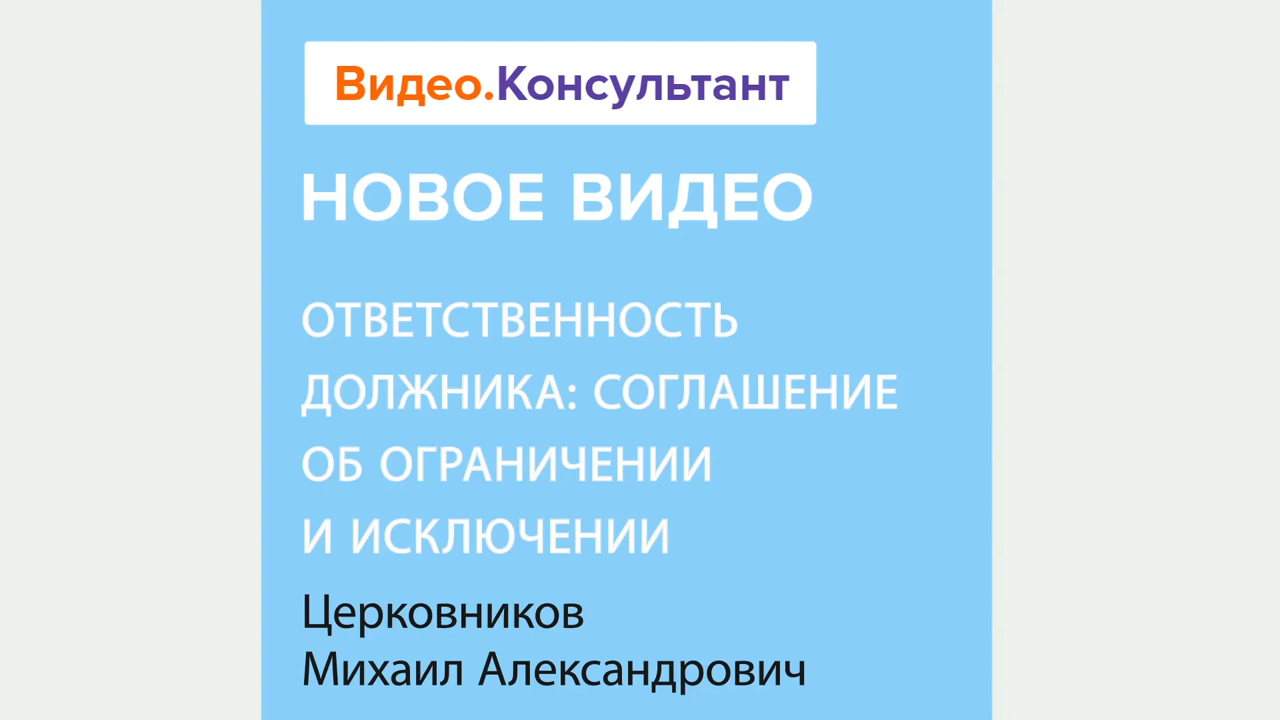 Видео.Консультант
НОВОЕ ВИДЕО
ОТВЕТСТВЕННОСТЬ
ДОЛЖНИКА: СОГЛАШЕНИЕ
ОБ ОГРАНИЧЕНИИ
И ИСКЛЮЧЕНИИ
Церковников
Михаил Александрович